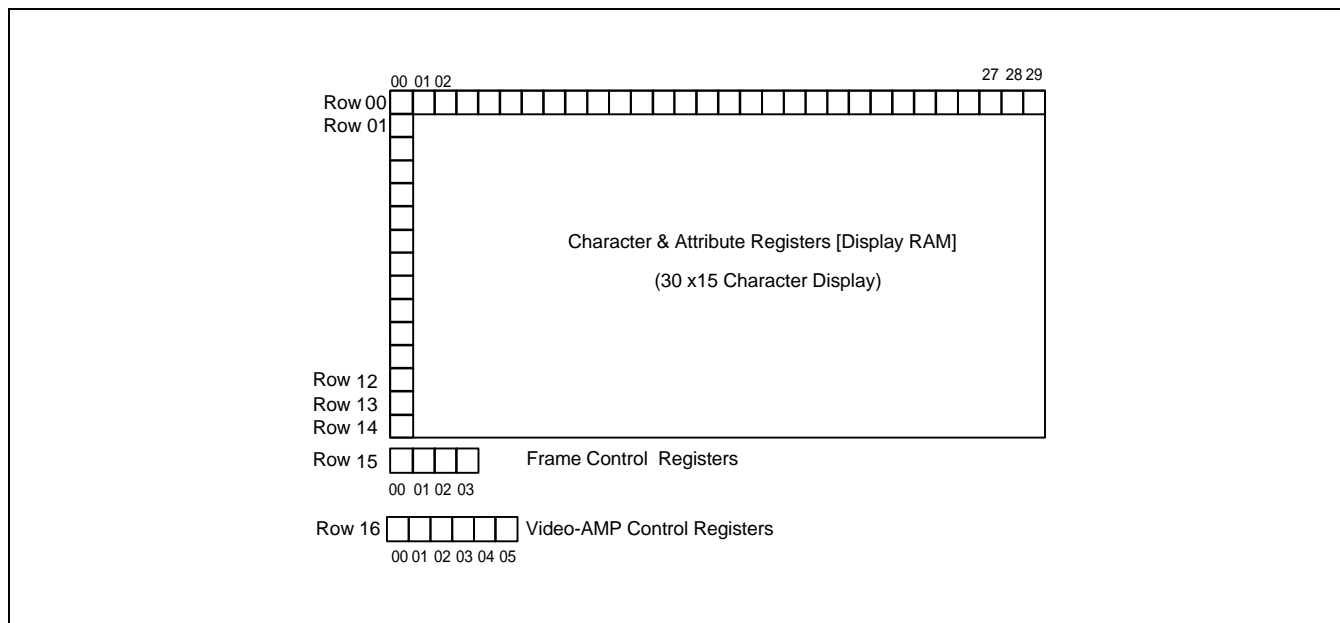 00 01 02 27 28 29
Row 00
Row 01
Character & Attribute Registers [Display RAM]
(30 x15 Character Display)
Row 12
Row 13
Row 14
Row 15 Frame Control Registers
00 01 02 03
Row 16 Video-AMP Control Registers
00 01 02 03 04 05